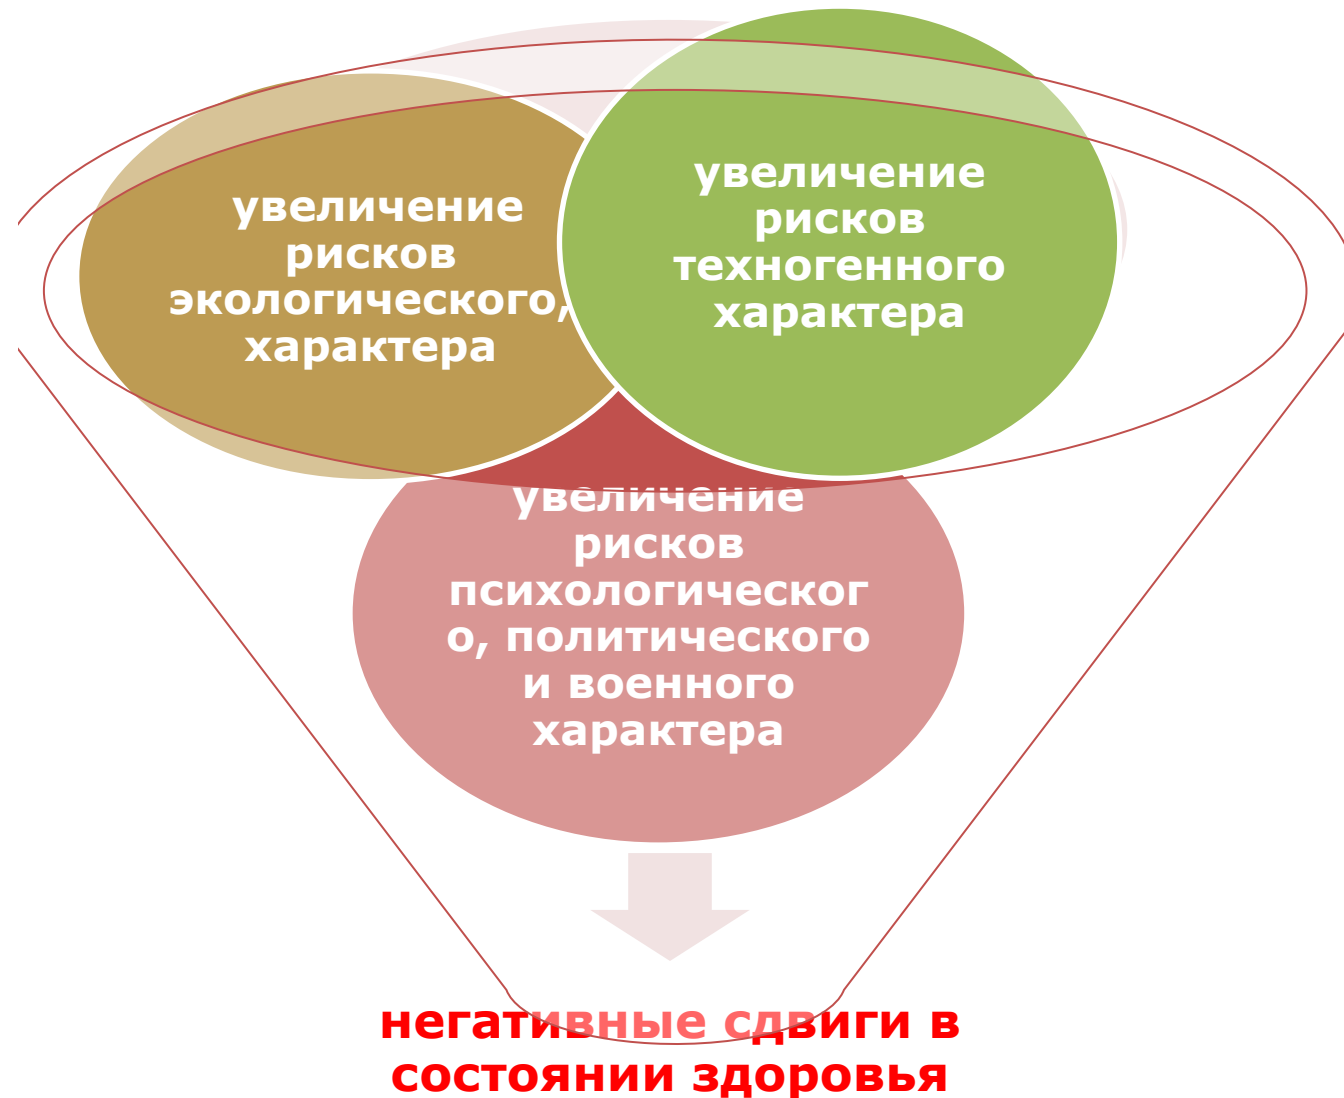 увеличение
рисков
экологического,
характера
увеличение
рисков
техногенного
характера
увеличение
рисков
психологическог
о, политического
и военного
характера
негативные сдвиги в
состоянии здоровья